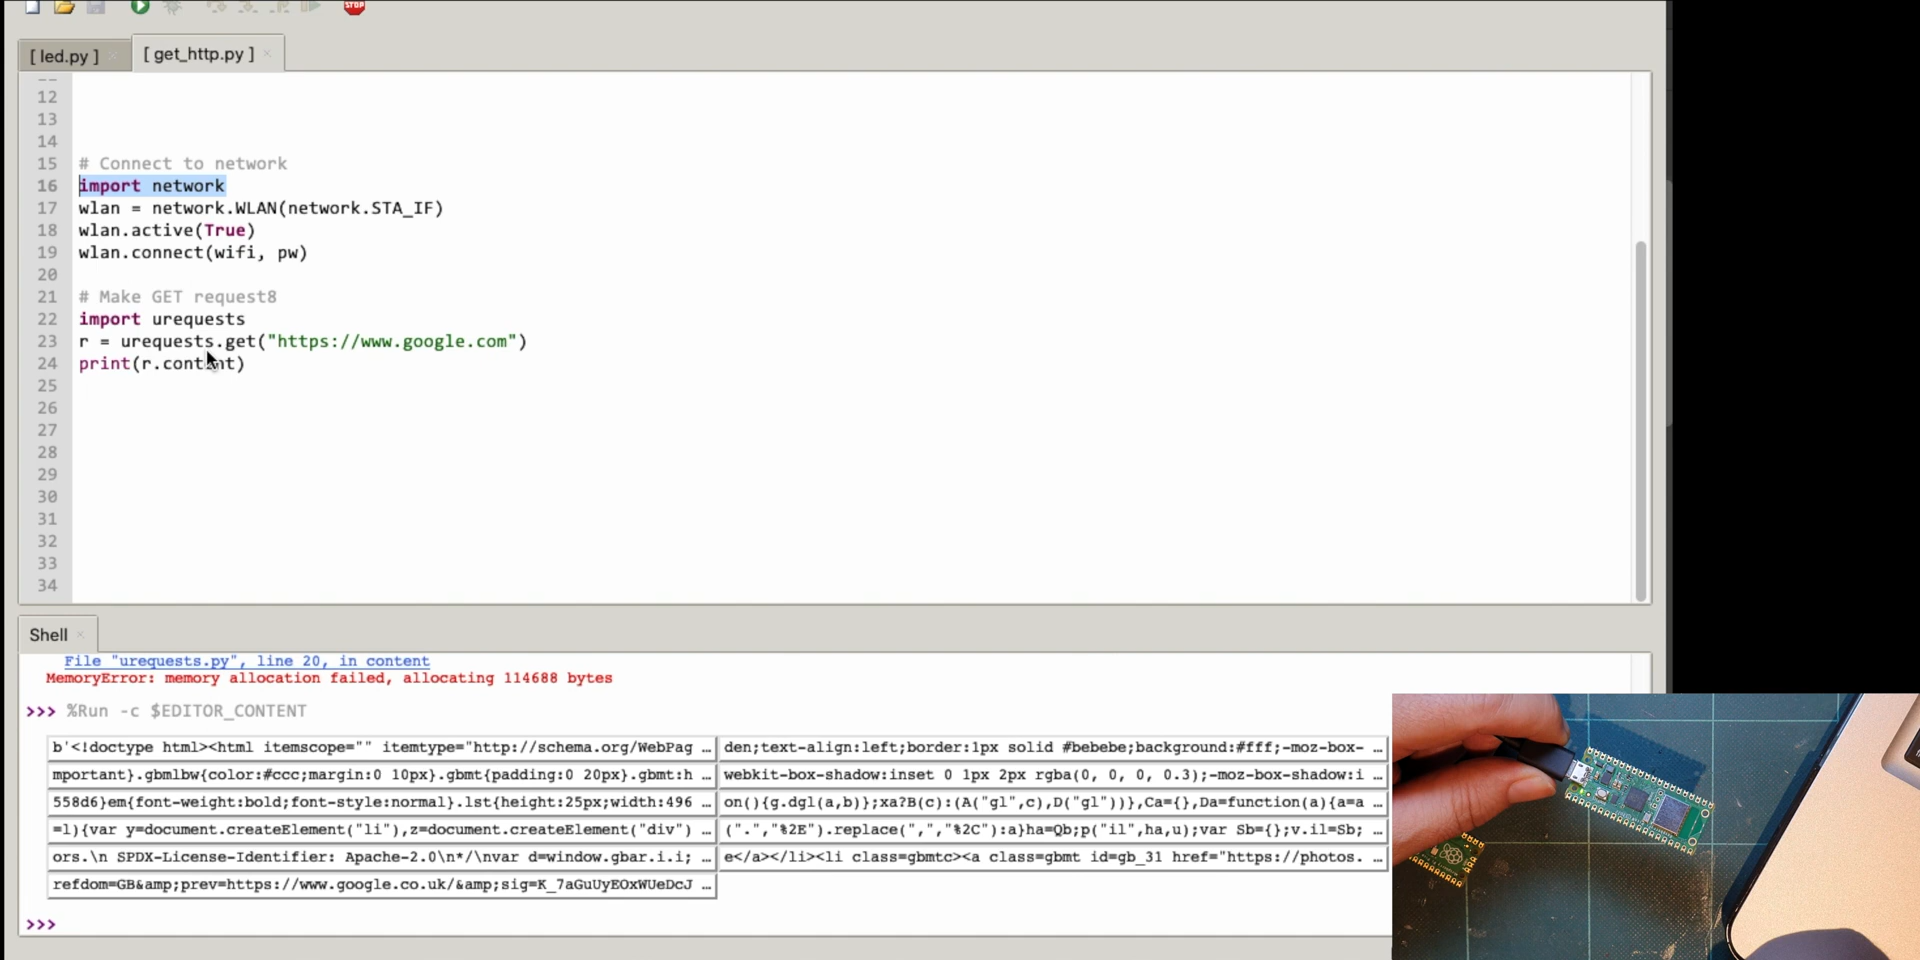 STOP
[ led.py ]
[ get_http.py ]
12
13
14
15 # Connect to network
16 import network
17 wlan = network.WLAN(network.STA_IF)
18 wlan.active(True)
19 wlan.connect(wifi, pw)
20
21 # Make GET request8
22 import urequests
23 r = urequests.get("https://www.google.com")
24 print(r.content)
25
26
27
28
29
30
31
32
33
34
Shell
File "urequests.py", line 20, in content
MemoryError: memory allocation failed, allocating 114688 bytes
>>> %Run -c $EDITOR_CONTENT
b'<!doctype html><html itemscope="" itemtype="http://schema.org/WebPag … den;text-align:left;border:1px solid #bebebe;background:#fff;-moz-box- …
mportant}.gbmlbw{color:#ccc;margin:0 10px}.gbmt{padding:0 20px}.gbmt:h … webkit-box-shadow:inset 0 1px 2px rgba(0, 0, 0, 0.3);-moz-box-shadow:i …
558d6}em{font-weight:bold;font-style:normal}.lst{height:25px;width:496 … on(){g.dgl(a,b)};xa?B(c):(A("gl",c),D("gl"))},Ca={},Da=function(a){a=a …
=l){var y=document.createElement("li"),z=document.createElement("div") … (".","%2E").replace(",","%2C"):a}ha=Qb;p("il",ha,u);var Sb={};v.il=Sb; …
ors.\n SPDX-License-Identifier: Apache-2.0\n*/\nvar d=window.gbar.i.i; … e</a></li><li class=gbmtc><a class=gbmt id=gb_31 href="https://photos. …
refdom=GB&amp;prev=https://www.google.co.uk/&amp;sig=K_7aGuUyEOxWUeDcJ …
>>>